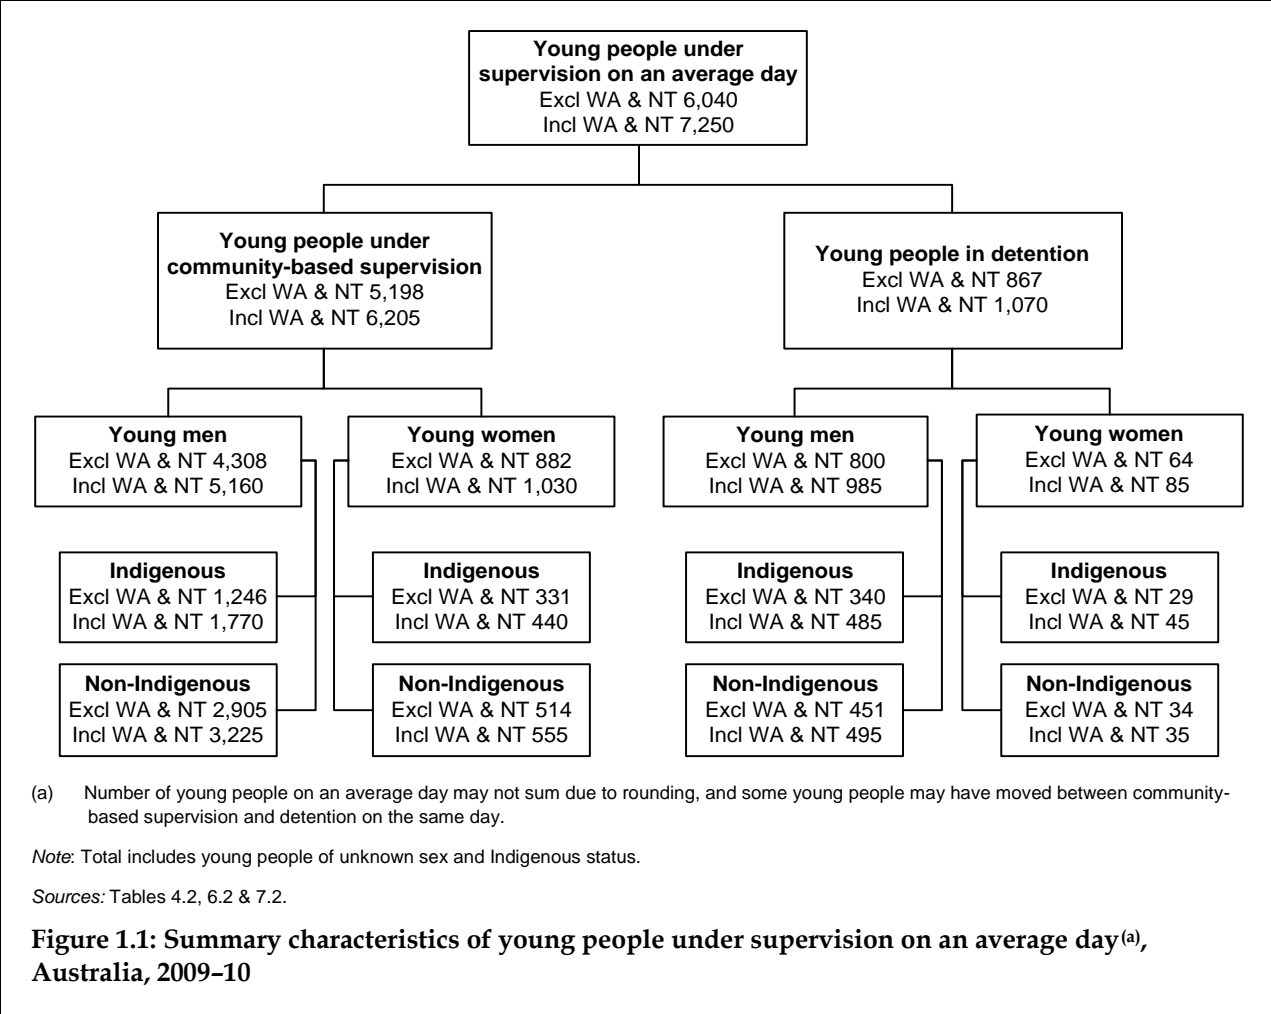 Young people under
supervision on an average day
Excl WA & NT 6,040
Incl WA & NT 7,250
Young people under
community-based supervision
Excl WA & NT 5,198
Incl WA & NT 6,205
Young people in detention
Excl WA & NT 867
Incl WA & NT 1,070
Young men
Excl WA & NT 4,308
Incl WA & NT 5,160
Young women
Excl WA & NT 882
Incl WA & NT 1,030
Young men
Excl WA & NT 800
Incl WA & NT 985
Young women
Excl WA & NT 64
Incl WA & NT 85
Indigenous
Excl WA & NT 1,246
Incl WA & NT 1,770
Indigenous
Excl WA & NT 331
Incl WA & NT 440
Indigenous
Excl WA & NT 340
Incl WA & NT 485
Indigenous
Excl WA & NT 29
Incl WA & NT 45
Non-Indigenous
Excl WA & NT 2,905
Incl WA & NT 3,225
Non-Indigenous
Excl WA & NT 514
Incl WA & NT 555
Non-Indigenous
Excl WA & NT 451
Incl WA & NT 495
Non-Indigenous
Excl WA & NT 34
Incl WA & NT 35
(a) Number of young people on an average day may not sum due to rounding, and some young people may have moved between community-
based supervision and detention on the same day.
Note: Total includes young people of unknown sex and Indigenous status.
Sources: Tables 4.2, 6.2 & 7.2.
Figure 1.1: Summary characteristics of young people under supervision on an average day(a),
Australia, 2009–10